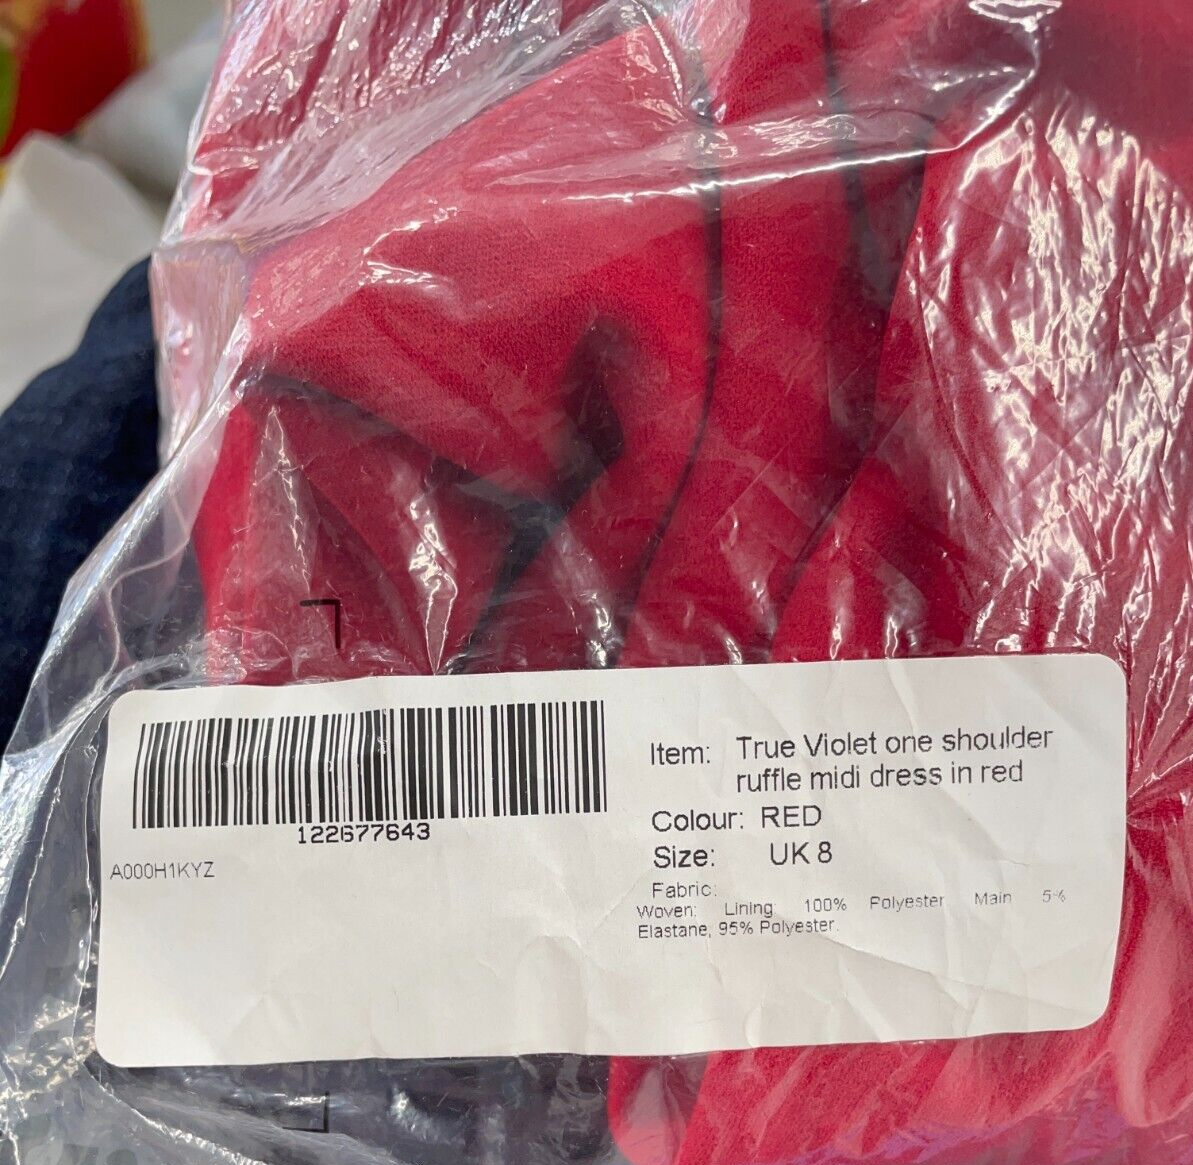 122677643
A000H1KYZ
Item: True Violet one shoulder
ruffle midi dress in red
Colour: RED
Size: UK 8
Fabric:
Woven: Lining 100% Polyester Main 5%
Elastane, 95% Polyester.